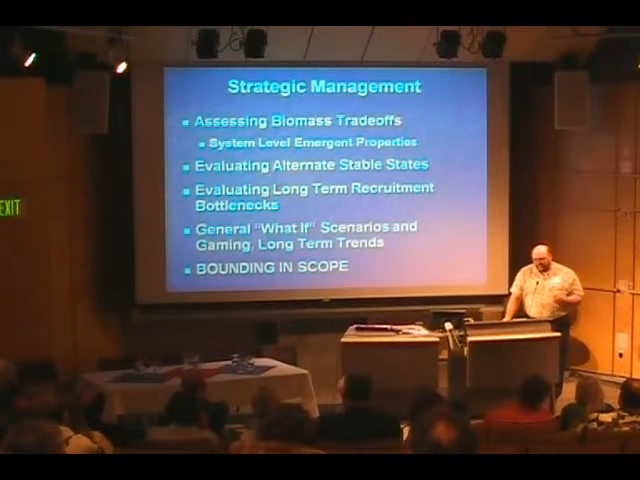 Strategic Management
Assessing Biomass Tradeoffs
System Level Emergent Properties
Evaluating Alternate Stable States
Evaluating Long Term Recruitment
Bottlenecks
General "What If" Scenarios and
Gaming, Long Term Trends
BOUNDING IN SCOPE
EXIT